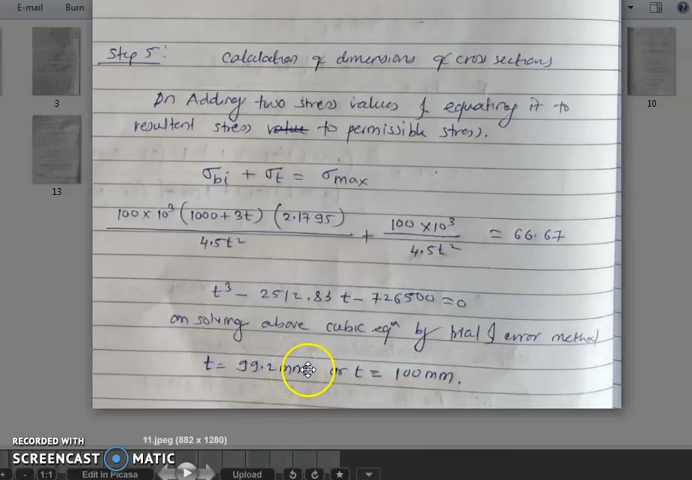 E-mail Burn
Step 5: Calculation of dimensions of cross sections
On Adding two stress values & equating it to
resultent stress value to permissible stress.
σbi + σt = σmax
100 × 10³ (1000 + 3t) (2.1795) / 4.5t² + 100 × 10³ / 4.5t² = 66.67
t³ - 2512.83 t - 726500 = 0
on solving above cubic eqⁿ by trial & error method
t = 99.2 mm or t = 100 mm.
3
13
10
RECORDED WITH
SCREENCAST MATIC
11.jpeg (882 x 1280)
1:1 Edit in Picasa Upload